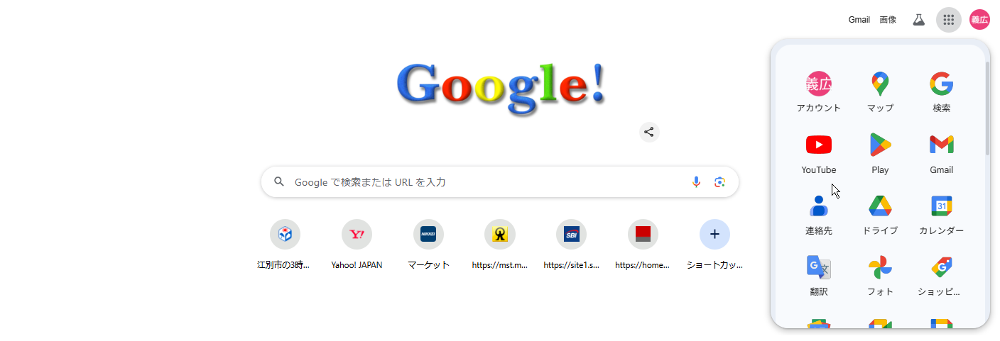 Gmail 画像 義広
Google!
Google で検索または URL を入力
江別市の3時...
Yahoo! JAPAN
マーケット
https://mst.m...
https://site1.s...
https://home...
ショートカッ...
Y!
NIKKEI
SBI
義広
アカウント
マップ
検索
YouTube
Play
Gmail
31
連絡先
ドライブ
カレンダー
G 文
翻訳
フォト
G
ショッピ...